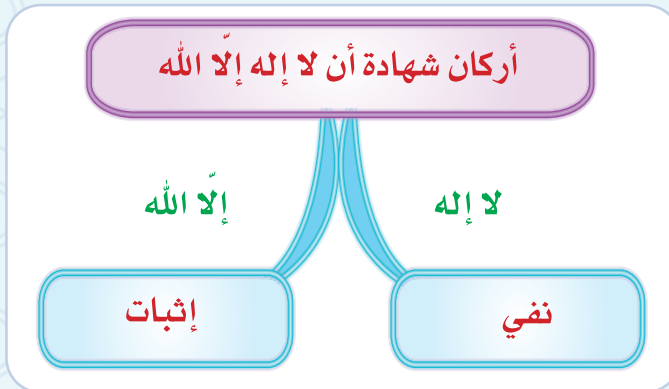 أركان شهادة أن لا إله إلّا الله
لا إله
إلّا الله
نفي
إثبات